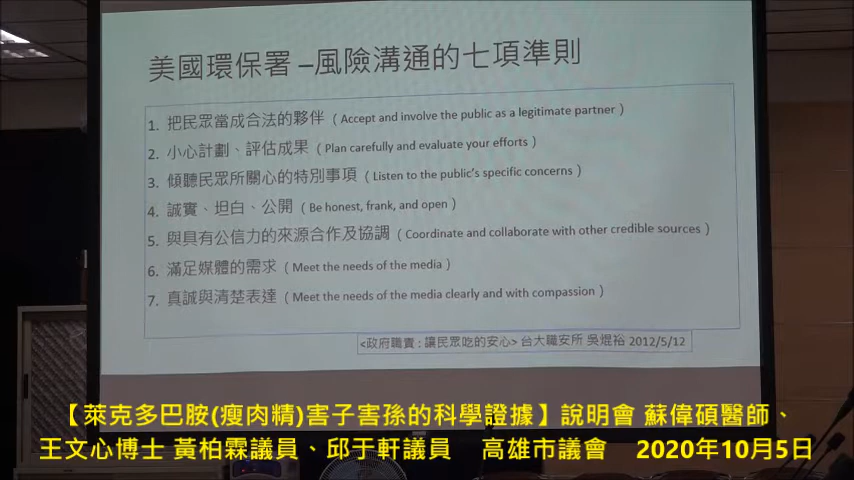 美國環保署 –風險溝通的七項準則
1. 把民眾當成合法的夥伴（Accept and involve the public as a legitimate partner）
2. 小心計劃、評估成果（Plan carefully and evaluate your efforts）
3. 傾聽民眾所關心的特別事項（Listen to the public's specific concerns）
4. 誠實、坦白、公開（Be honest, frank, and open）
5. 與具有公信力的來源合作及協調（Coordinate and collaborate with other credible sources）
6. 滿足媒體的需求（Meet the needs of the media）
7. 真誠與清楚表達（Meet the needs of the media clearly and with compassion）
<政府職責 : 讓民眾吃的安心> 台大職安所 吳焜裕 2012/5/12
【萊克多巴胺(瘦肉精)害子害孫的科學證據】說明會 蘇偉碩醫師、
王文心博士 黃柏霖議員、邱于軒議員 高雄市議會 2020年10月5日